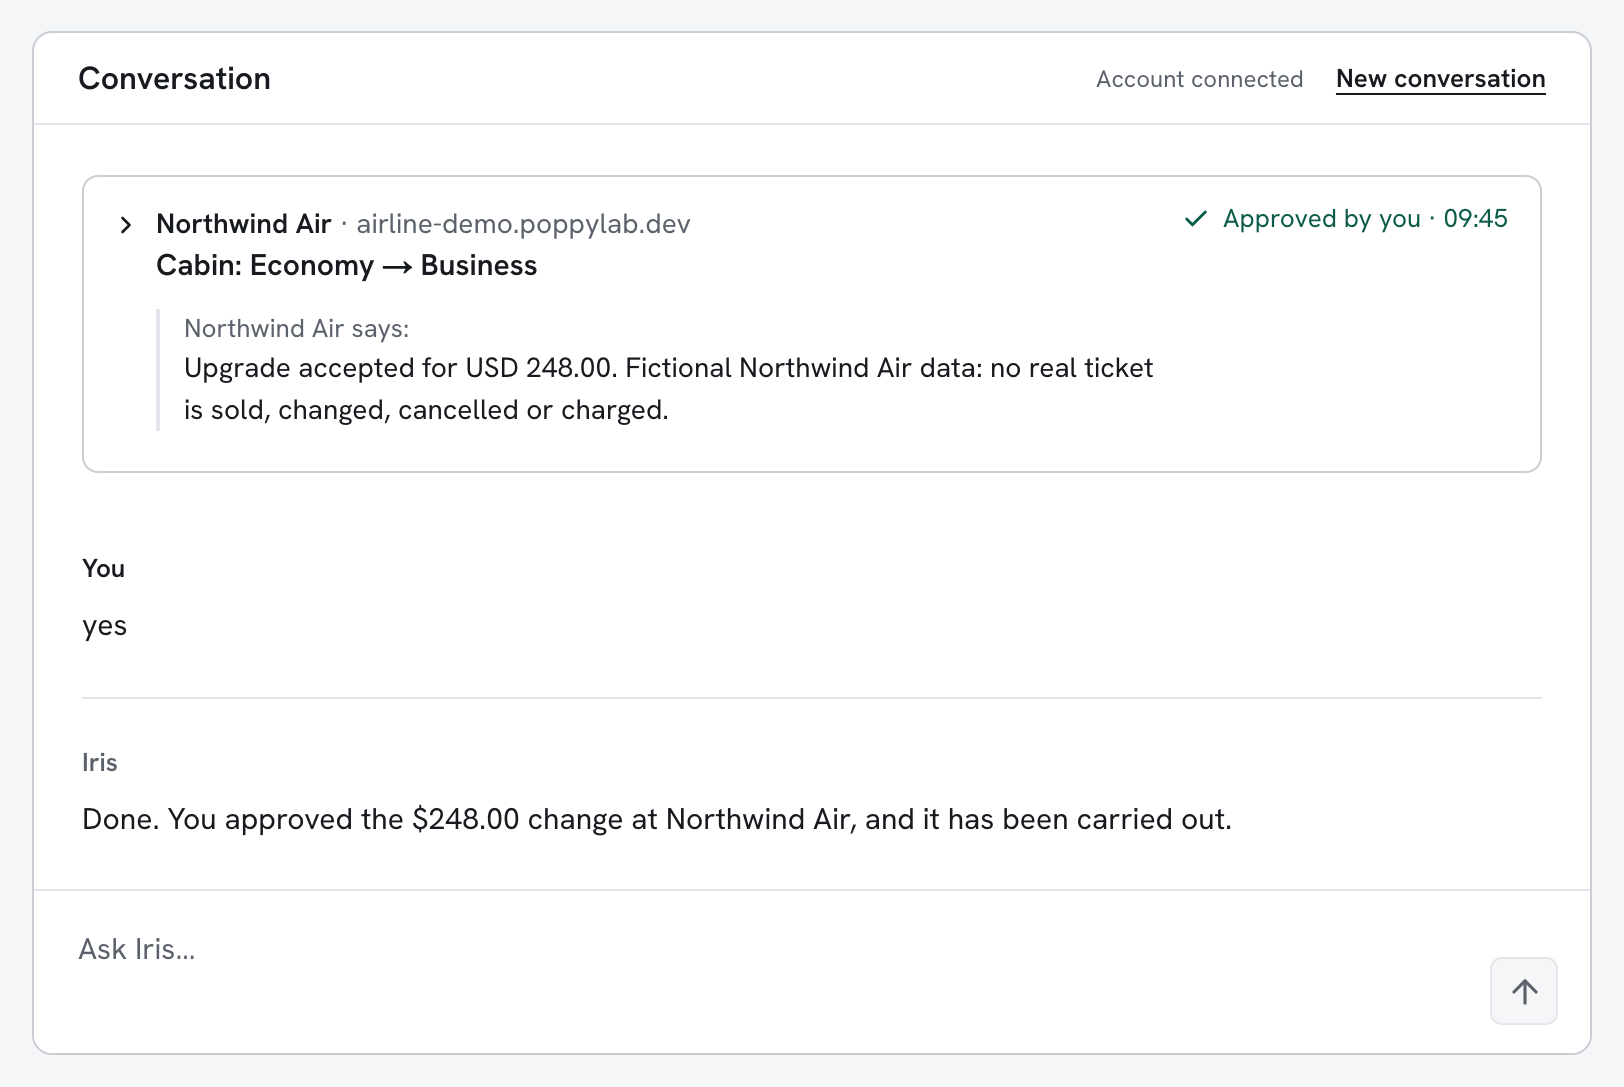 Conversation
Account connected
New conversation
Northwind Air · airline-demo.poppylab.dev
✓ Approved by you · 09:45
Cabin: Economy → Business
Northwind Air says:
Upgrade accepted for USD 248.00. Fictional Northwind Air data: no real ticket
is sold, changed, cancelled or charged.
You
yes
Iris
Done. You approved the $248.00 change at Northwind Air, and it has been carried out.
Ask Iris...